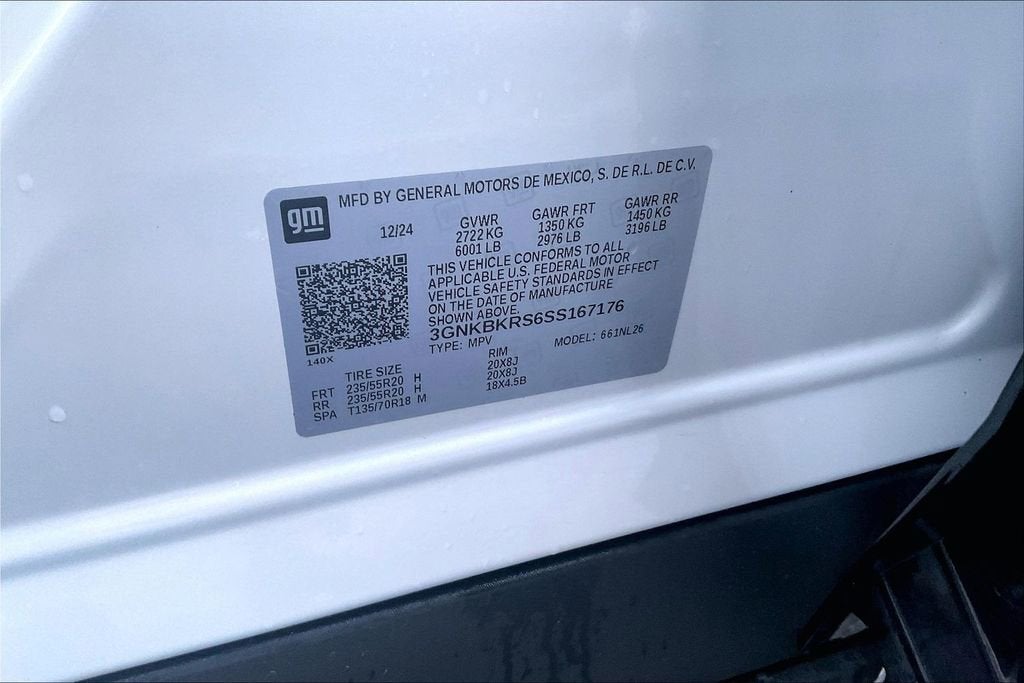 MFD BY GENERAL MOTORS DE MEXICO, S. DE R.L. DE C.V.
gm
12/24
GVWR
2722 KG
6001 LB
GAWR FRT
1350 KG
2976 LB
GAWR RR
1450 KG
3196 LB
THIS VEHICLE CONFORMS TO ALL
APPLICABLE U.S. FEDERAL MOTOR
VEHICLE SAFETY STANDARDS IN EFFECT
ON THE DATE OF MANUFACTURE
SHOWN ABOVE.
3GNKBKRS6SS167176
TYPE: MPV MODEL: 661NL26
140X
TIRE SIZE RIM
FRT 235/55R20 H 20X8J
RR 235/55R20 H 20X8J
SPA T135/70R18 M 18X4.5B